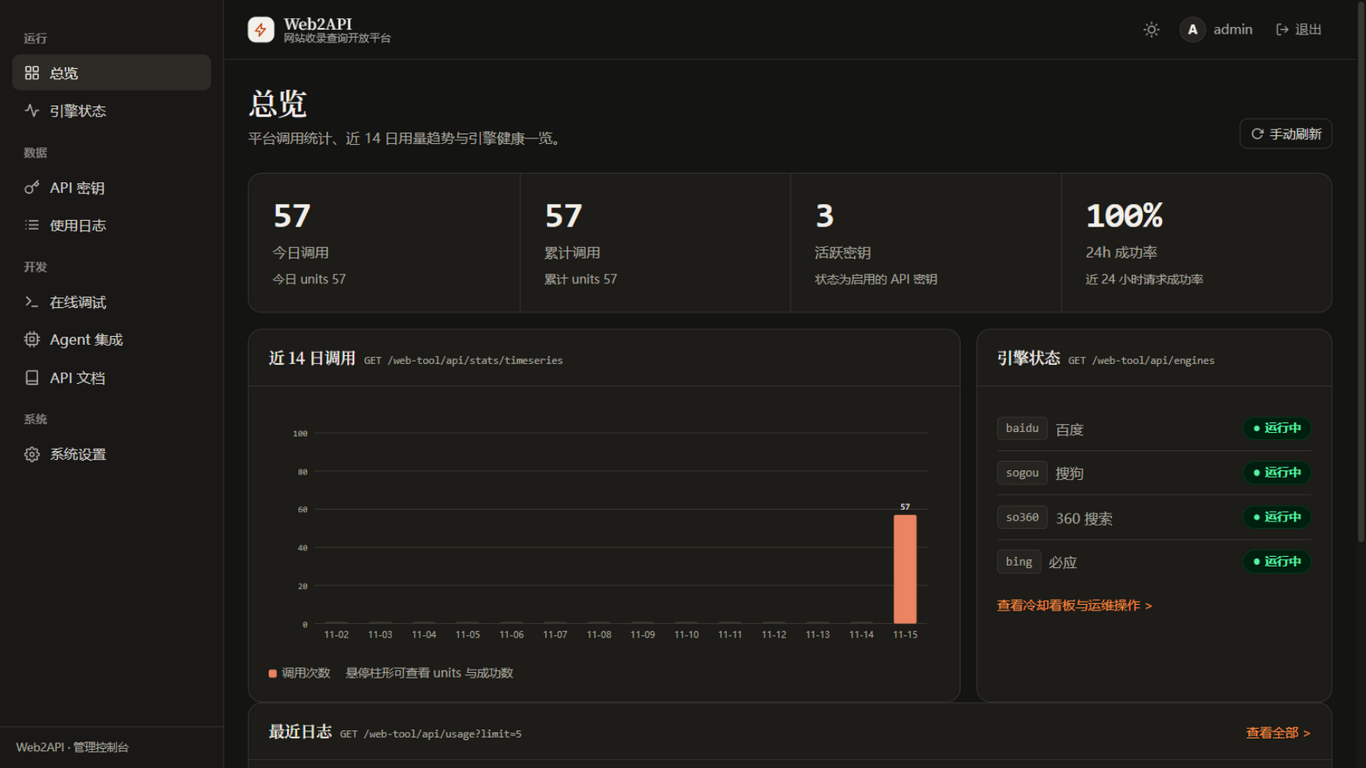 运行
总览
引擎状态
数据
API 密钥
使用日志
开发
在线调试
Agent 集成
API 文档
系统
系统设置
Web2API · 管理控制台
Web2API
网站收录查询开放平台
A admin
退出
总览
平台调用统计、近 14 日用量趋势与引擎健康一览。
手动刷新
57
今日调用
今日 units 57
57
累计调用
累计 units 57
3
活跃密钥
状态为启用的 API 密钥
100%
24h 成功率
近 24 小时请求成功率
近 14 日调用 GET /web-tool/api/stats/timeseries
100
80
60
40
20
0
57
11-02 11-03 11-04 11-05 11-06 11-07 11-08 11-09 11-10 11-11 11-12 11-13 11-14 11-15
调用次数 悬停柱形可查看 units 与成功数
引擎状态 GET /web-tool/api/engines
baidu 百度 运行中
sogou 搜狗 运行中
so360 360 搜索 运行中
bing 必应 运行中
查看冷却看板与运维操作 >
最近日志 GET /web-tool/api/usage?limit=5
查看全部 >